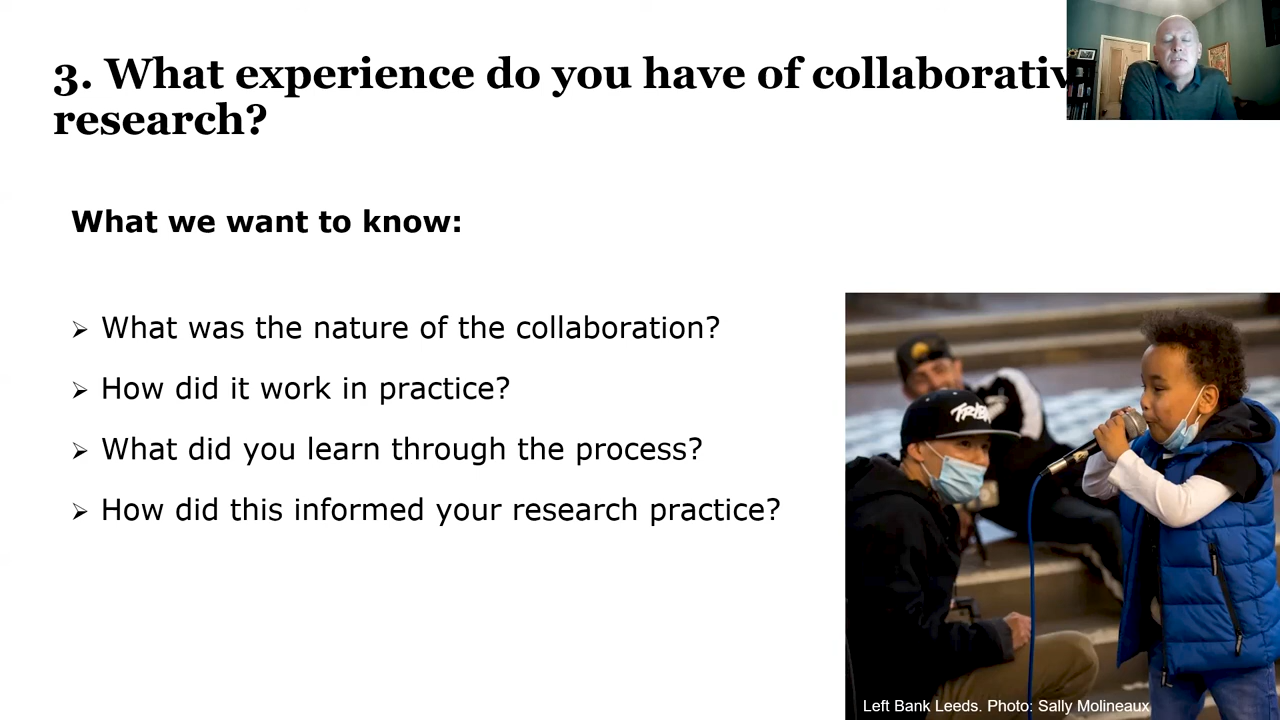 3. What experience do you have of collaborativ
research?
What we want to know:
➢ What was the nature of the collaboration?
➢ How did it work in practice?
➢ What did you learn through the process?
➢ How did this informed your research practice?
Left Bank Leeds. Photo: Sally Molineaux